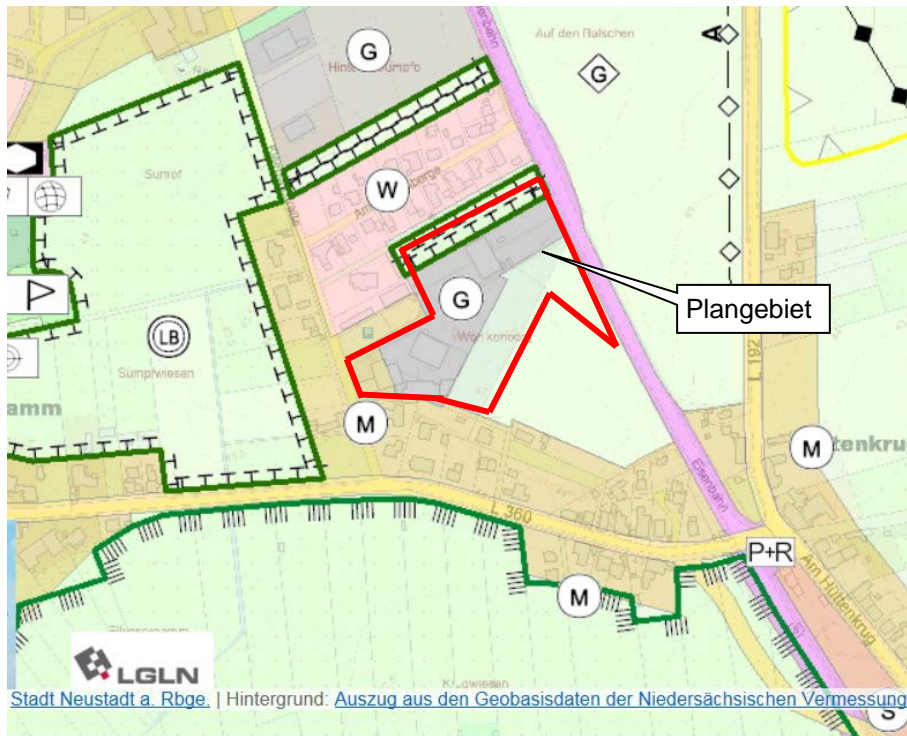 G
Auf den
A
G
W
G
Plangebiet
LB
Sumpfwiesen
amm
L 192
M
M
tenkrug
Eisenbahn
L 360
P+R
Am Hüttenkrug
M
LGLN
Stadt Neustadt a. Rbge. | Hintergrund: Auszug aus den Geobasisdaten der Niedersächsischen Vermessung
S